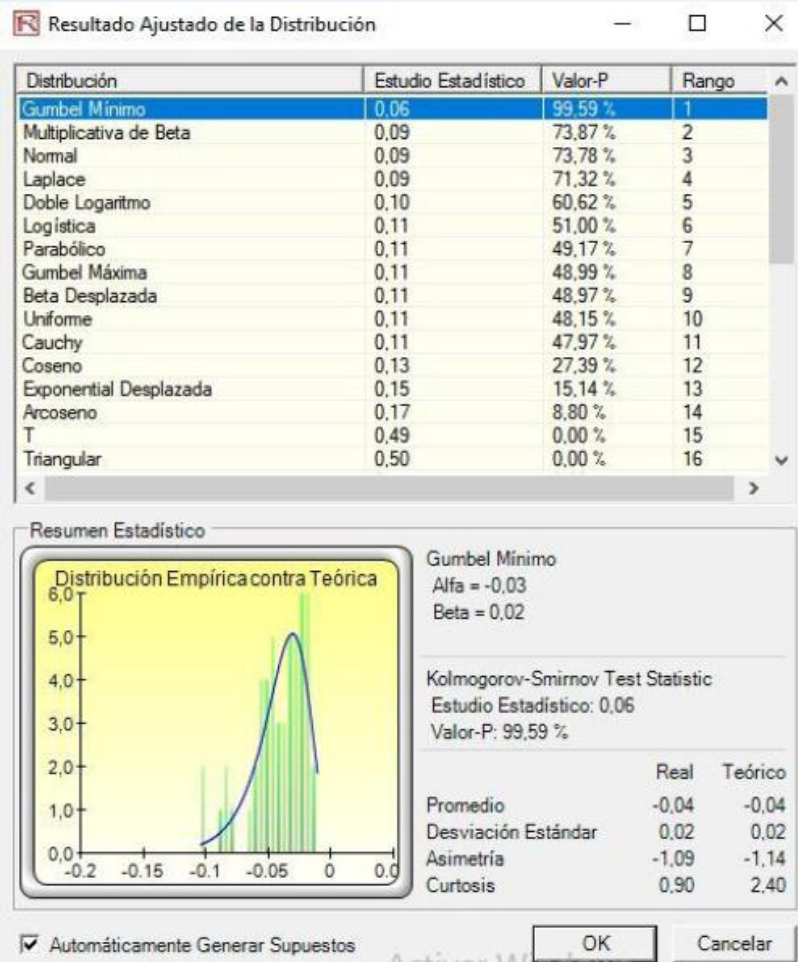 Resultado Ajustado de la Distribución
Distribución Estudio Estadístico Valor-P Rango
Gumbel Mínimo 0,06 99,59 % 1
Multiplicativa de Beta 0,09 73,87 % 2
Normal 0,09 73,78 % 3
Laplace 0,09 71,32 % 4
Doble Logaritmo 0,10 60,62 % 5
Logística 0,11 51,00 % 6
Parabólico 0,11 49,17 % 7
Gumbel Máxima 0,11 48,99 % 8
Beta Desplazada 0,11 48,97 % 9
Uniforme 0,11 48,15 % 10
Cauchy 0,11 47,97 % 11
Coseno 0,13 27,39 % 12
Exponential Desplazada 0,15 15,14 % 13
Arcoseno 0,17 8,80 % 14
T 0,49 0,00 % 15
Triangular 0,50 0,00 % 16
Resumen Estadístico
Distribución Empírica contra Teórica
6,0
5,0
4,0
3,0
2,0
1,0
0,0
-0.2 -0.15 -0.1 -0.05 0 0.0
Gumbel Mínimo
Alfa = -0,03
Beta = 0,02
Kolmogorov-Smirnov Test Statistic
Estudio Estadístico: 0,06
Valor-P: 99,59 %
Real Teórico
Promedio -0,04 -0,04
Desviación Estándar 0,02 0,02
Asimetría -1,09 -1,14
Curtosis 0,90 2,40
Automáticamente Generar Supuestos
OK Cancelar